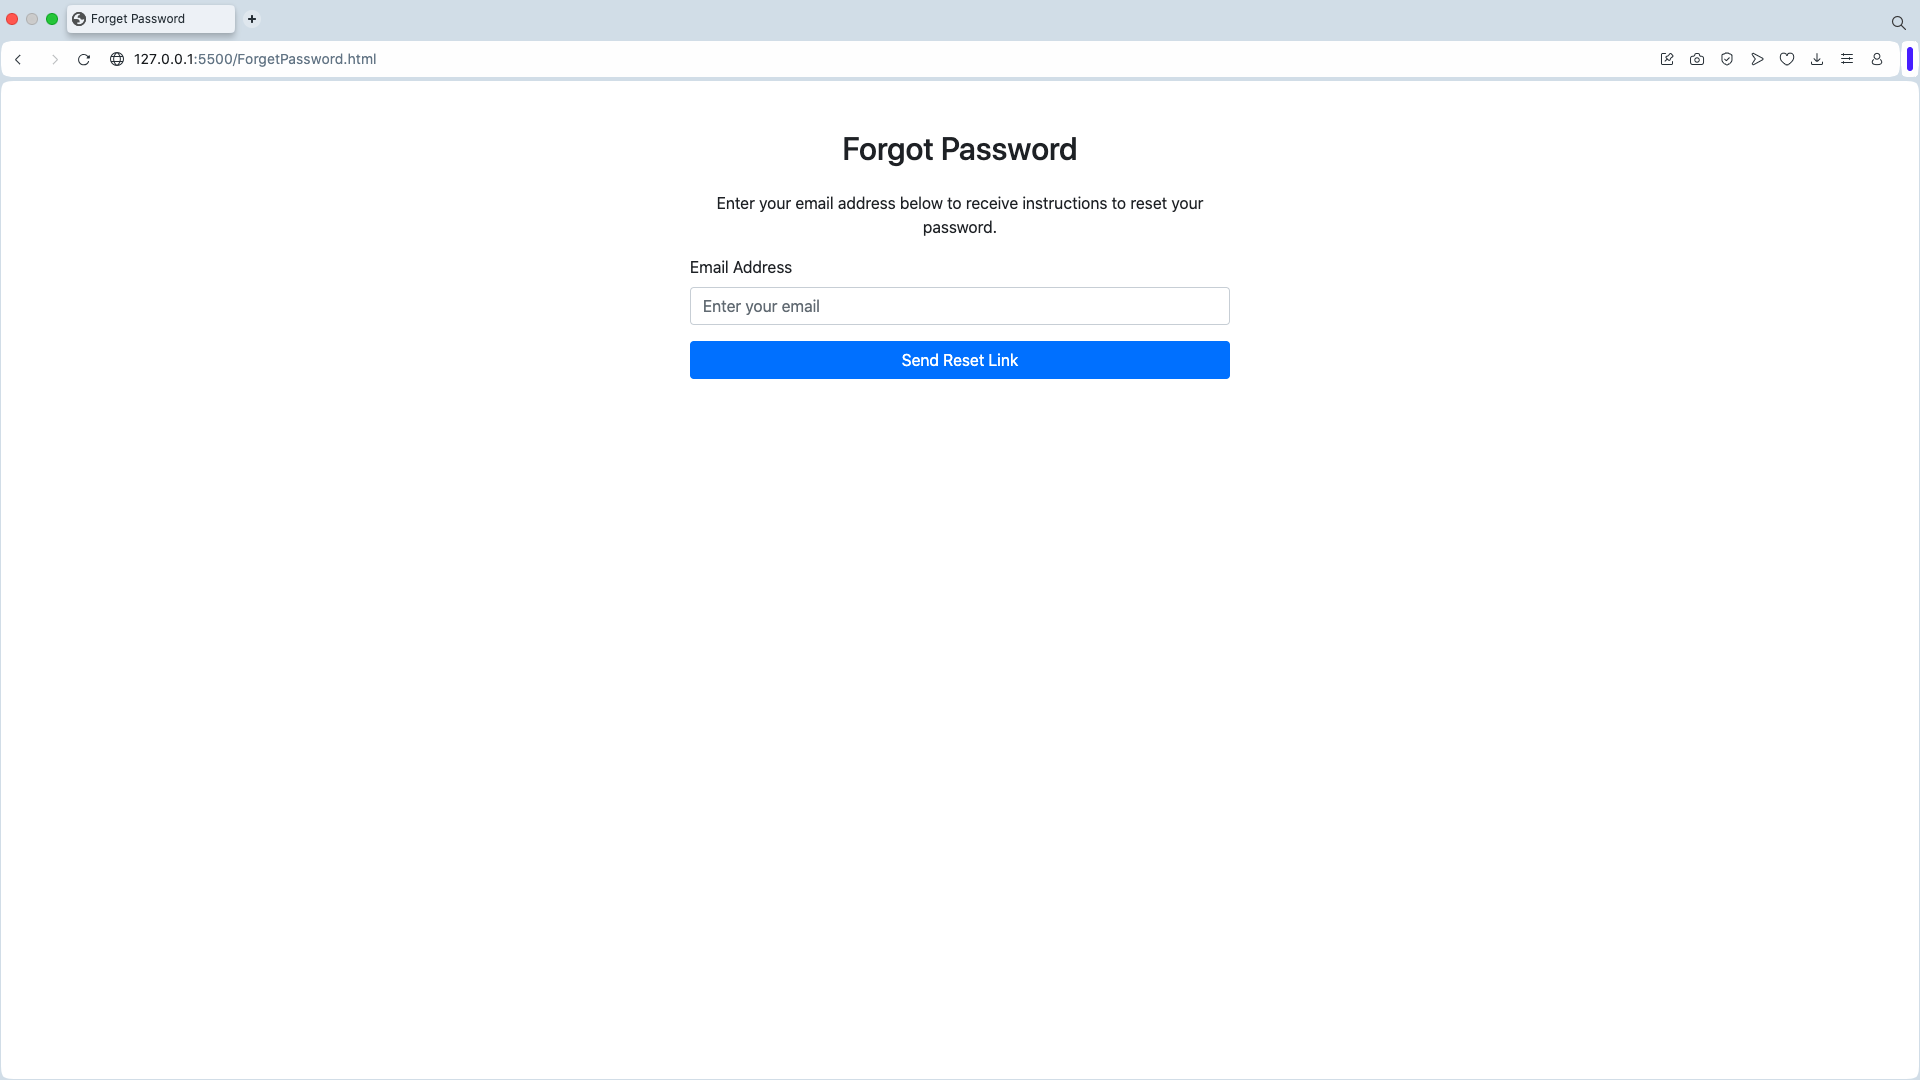 Forget Password
127.0.0.1:5500/ForgetPassword.html
Forgot Password
Enter your email address below to receive instructions to reset your
password.
Email Address
Enter your email
Send Reset Link